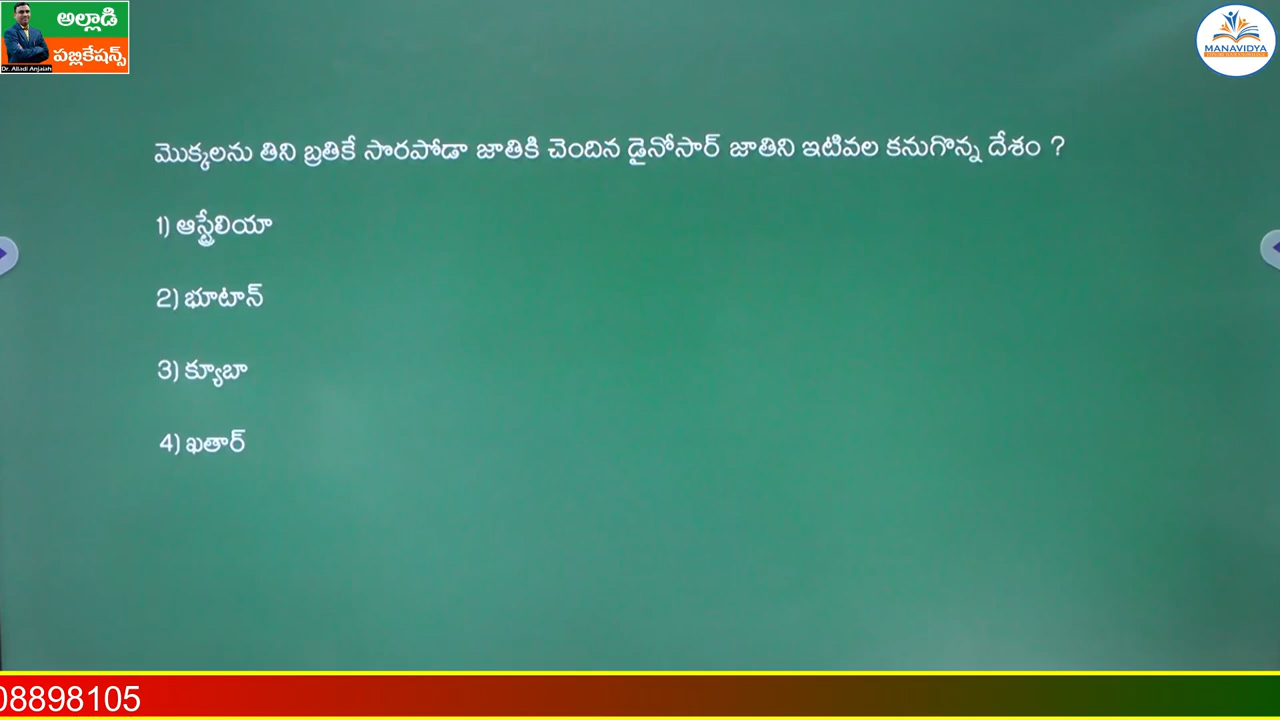 అల్లాడి
పబ్లికేషన్స్
Dr. Alladi Anjaiah
MANAVIDYA
మొక్కలను తిని బ్రతికే సొరపోడా జాతికి చెందిన డైనోసార్ జాతిని ఇటివల కనుగొన్న దేశం ?
1) ఆస్ట్రేలియా
2) భూటాన్
3) క్యూబా
4) ఖతార్
08898105